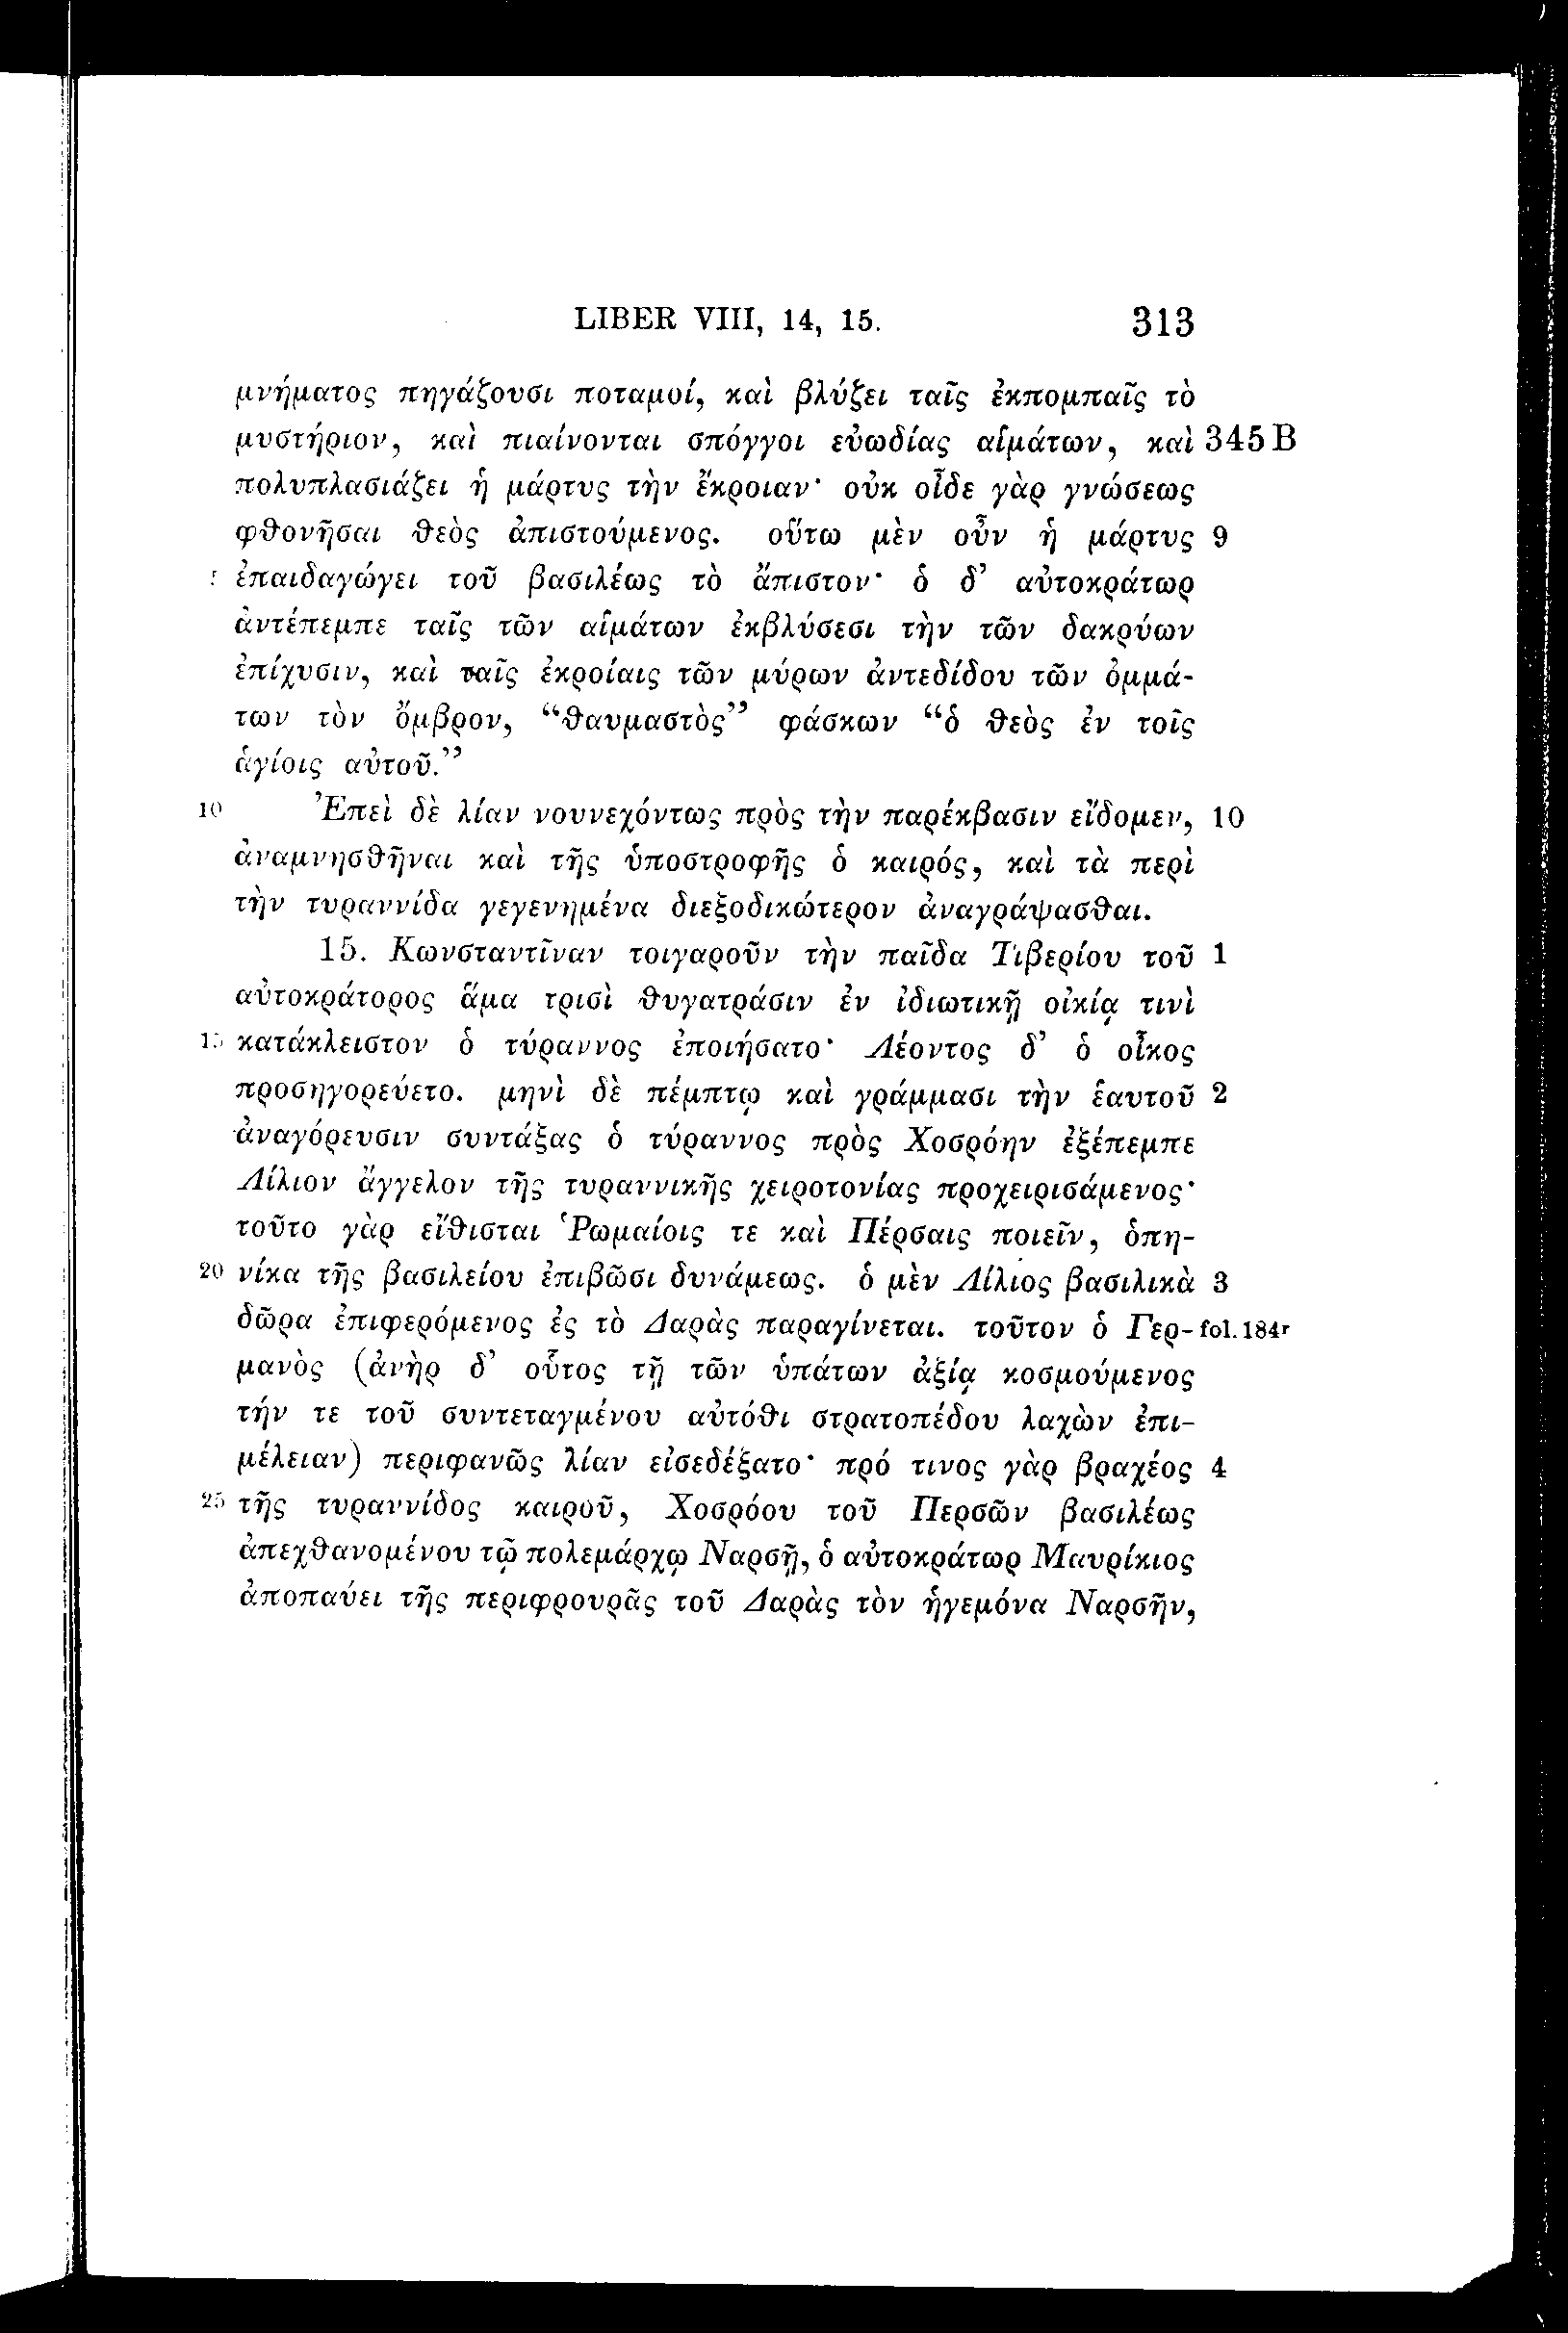 LIBER VIII, 14, 15. 313
μνήματος πηγάζουσι ποταμοί, καὶ βλύζει ταῖς ἐκπομπαῖς τὸ
μυστήριον, καὶ πιαίνονται σπόγγοι εὐωδίας αἱμάτων, καὶ 345 B
πολυπλασιάζει ἡ μάρτυς τὴν ἔκροιαν· οὐκ οἶδε γὰρ γνώσεως
φθονῆσαι θεὸς ἀπιστούμενος. οὕτω μὲν οὖν ἡ μάρτυς 9
ἐπαιδαγώγει τοῦ βασιλέως τὸ ἄπιστον· ὁ δ’ αὐτοκράτωρ
ἀντέπεμπε ταῖς τῶν αἱμάτων ἐκβλύσεσι τὴν τῶν δακρύων
ἐπίχυσιν, καὶ ταῖς ἐκροίαις τῶν μύρων ἀντεδίδου τῶν ὀμμά-
των τὸν ὄμβρον, “θαυμαστὸς” φάσκων “ὁ θεὸς ἐν τοῖς
ἁγίοις αὐτοῦ.”
10 Ἐπεὶ δὲ λίαν νουνεχόντως πρὸς τὴν παρέκβασιν εἴδομεν, 10
ἀναμνησθῆναι καὶ τῆς ὑποστροφῆς ὁ καιρός, καὶ τὰ περὶ
τὴν τυραννίδα γεγενημένα διεξοδικώτερον ἀναγράψασθαι.
15. Κωνσταντῖναν τοιγαροῦν τὴν παῖδα Τιβερίου τοῦ 1
αὐτοκράτορος ἅμα τρισὶ θυγατράσιν ἐν ἰδιωτικῇ οἰκίᾳ τινὶ
15 κατάκλειστον ὁ τύραννος ἐποιήσατο· Λέοντος δ’ ὁ οἶκος
προσηγορεύετο. μηνὶ δὲ πέμπτῳ καὶ γράμμασι τὴν ἑαυτοῦ 2
ἀναγόρευσιν συντάξας ὁ τύραννος πρὸς Χοσρόην ἐξέπεμπε
Λίλιον ἄγγελον τῆς τυραννικῆς χειροτονίας προχειρισάμενος·
τοῦτο γὰρ εἴθισται Ῥωμαίοις τε καὶ Πέρσαις ποιεῖν, ὁπη-
20 νίκα τῆς βασιλείου ἐπιβῶσι δυνάμεως. ὁ μὲν Λίλιος βασιλικὰ 3
δῶρα ἐπιφερόμενος ἐς τὸ Δαρὰς παραγίνεται. τοῦτον ὁ Γερ- fol. 184r
μανὸς (ἀνὴρ δ’ οὗτος τῇ τῶν ὑπάτων ἀξίᾳ κοσμούμενος
τήν τε τοῦ συντεταγμένου αὐτόθι στρατοπέδου λαχὼν ἐπι-
μέλειαν) περιφανῶς λίαν εἰσεδέξατο· πρό τινος γὰρ βραχέος 4
25 τῆς τυραννίδος καιροῦ, Χοσρόου τοῦ Περσῶν βασιλέως
ἀπεχθανομένου τῷ πολεμάρχῳ Ναρσῇ, ὁ αὐτοκράτωρ Μαυρίκιος
ἀποπαύει τῆς περιφρουρᾶς τοῦ Δαρὰς τὸν ἡγεμόνα Ναρσῆν,